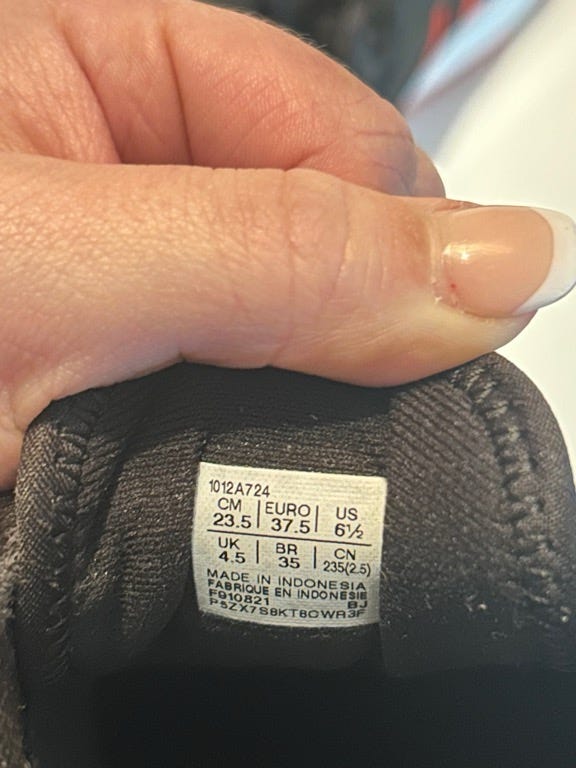 1012A724
CM EURO US
23.5 37.5 6½
UK BR CN
4.5 35 235(2.5)
MADE IN INDONESIA
FABRIQUE EN INDONESIE
F910821 BJ
P5ZX7S8KT8CWR3F